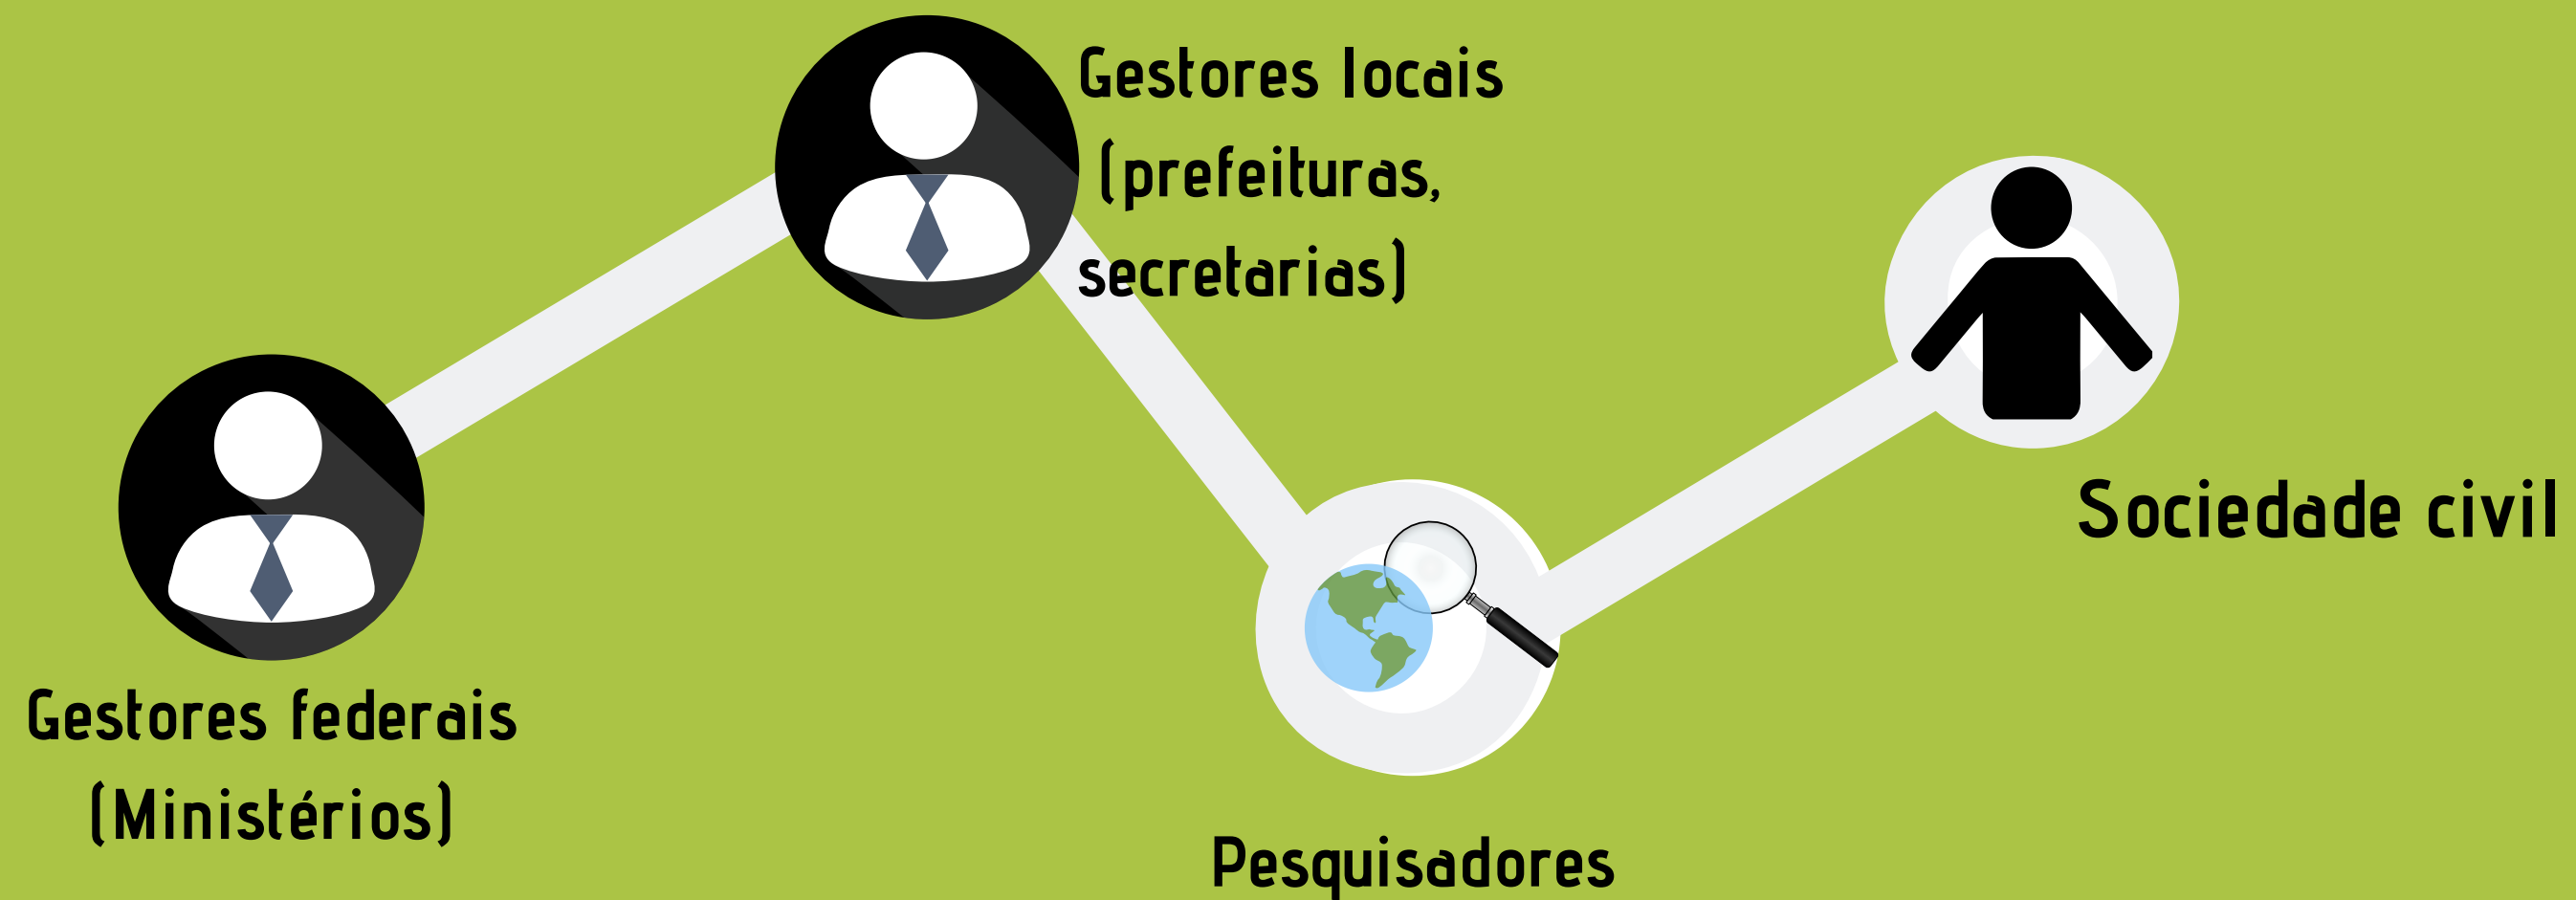 Gestores federais
(Ministérios)
Gestores locais
(prefeituras,
secretarias)
Pesquisadores
Sociedade civil